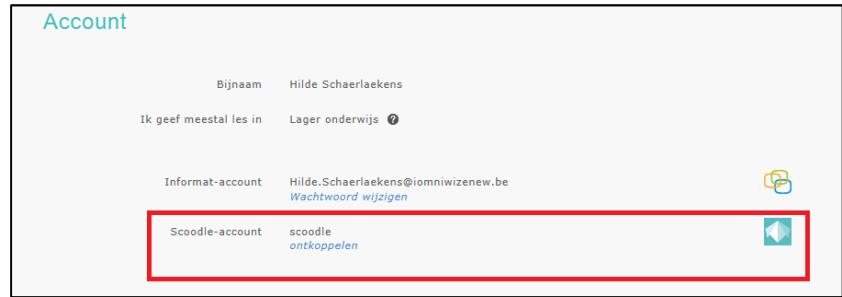 Account
Bijnaam Hilde Schaerlaekens
Ik geef meestal les in Lager onderwijs ?
Informat-account Hilde.Schaerlaekens@iomniwizenew.be
Wachtwoord wijzigen
Scoodle-account scoodle
ontkoppelen